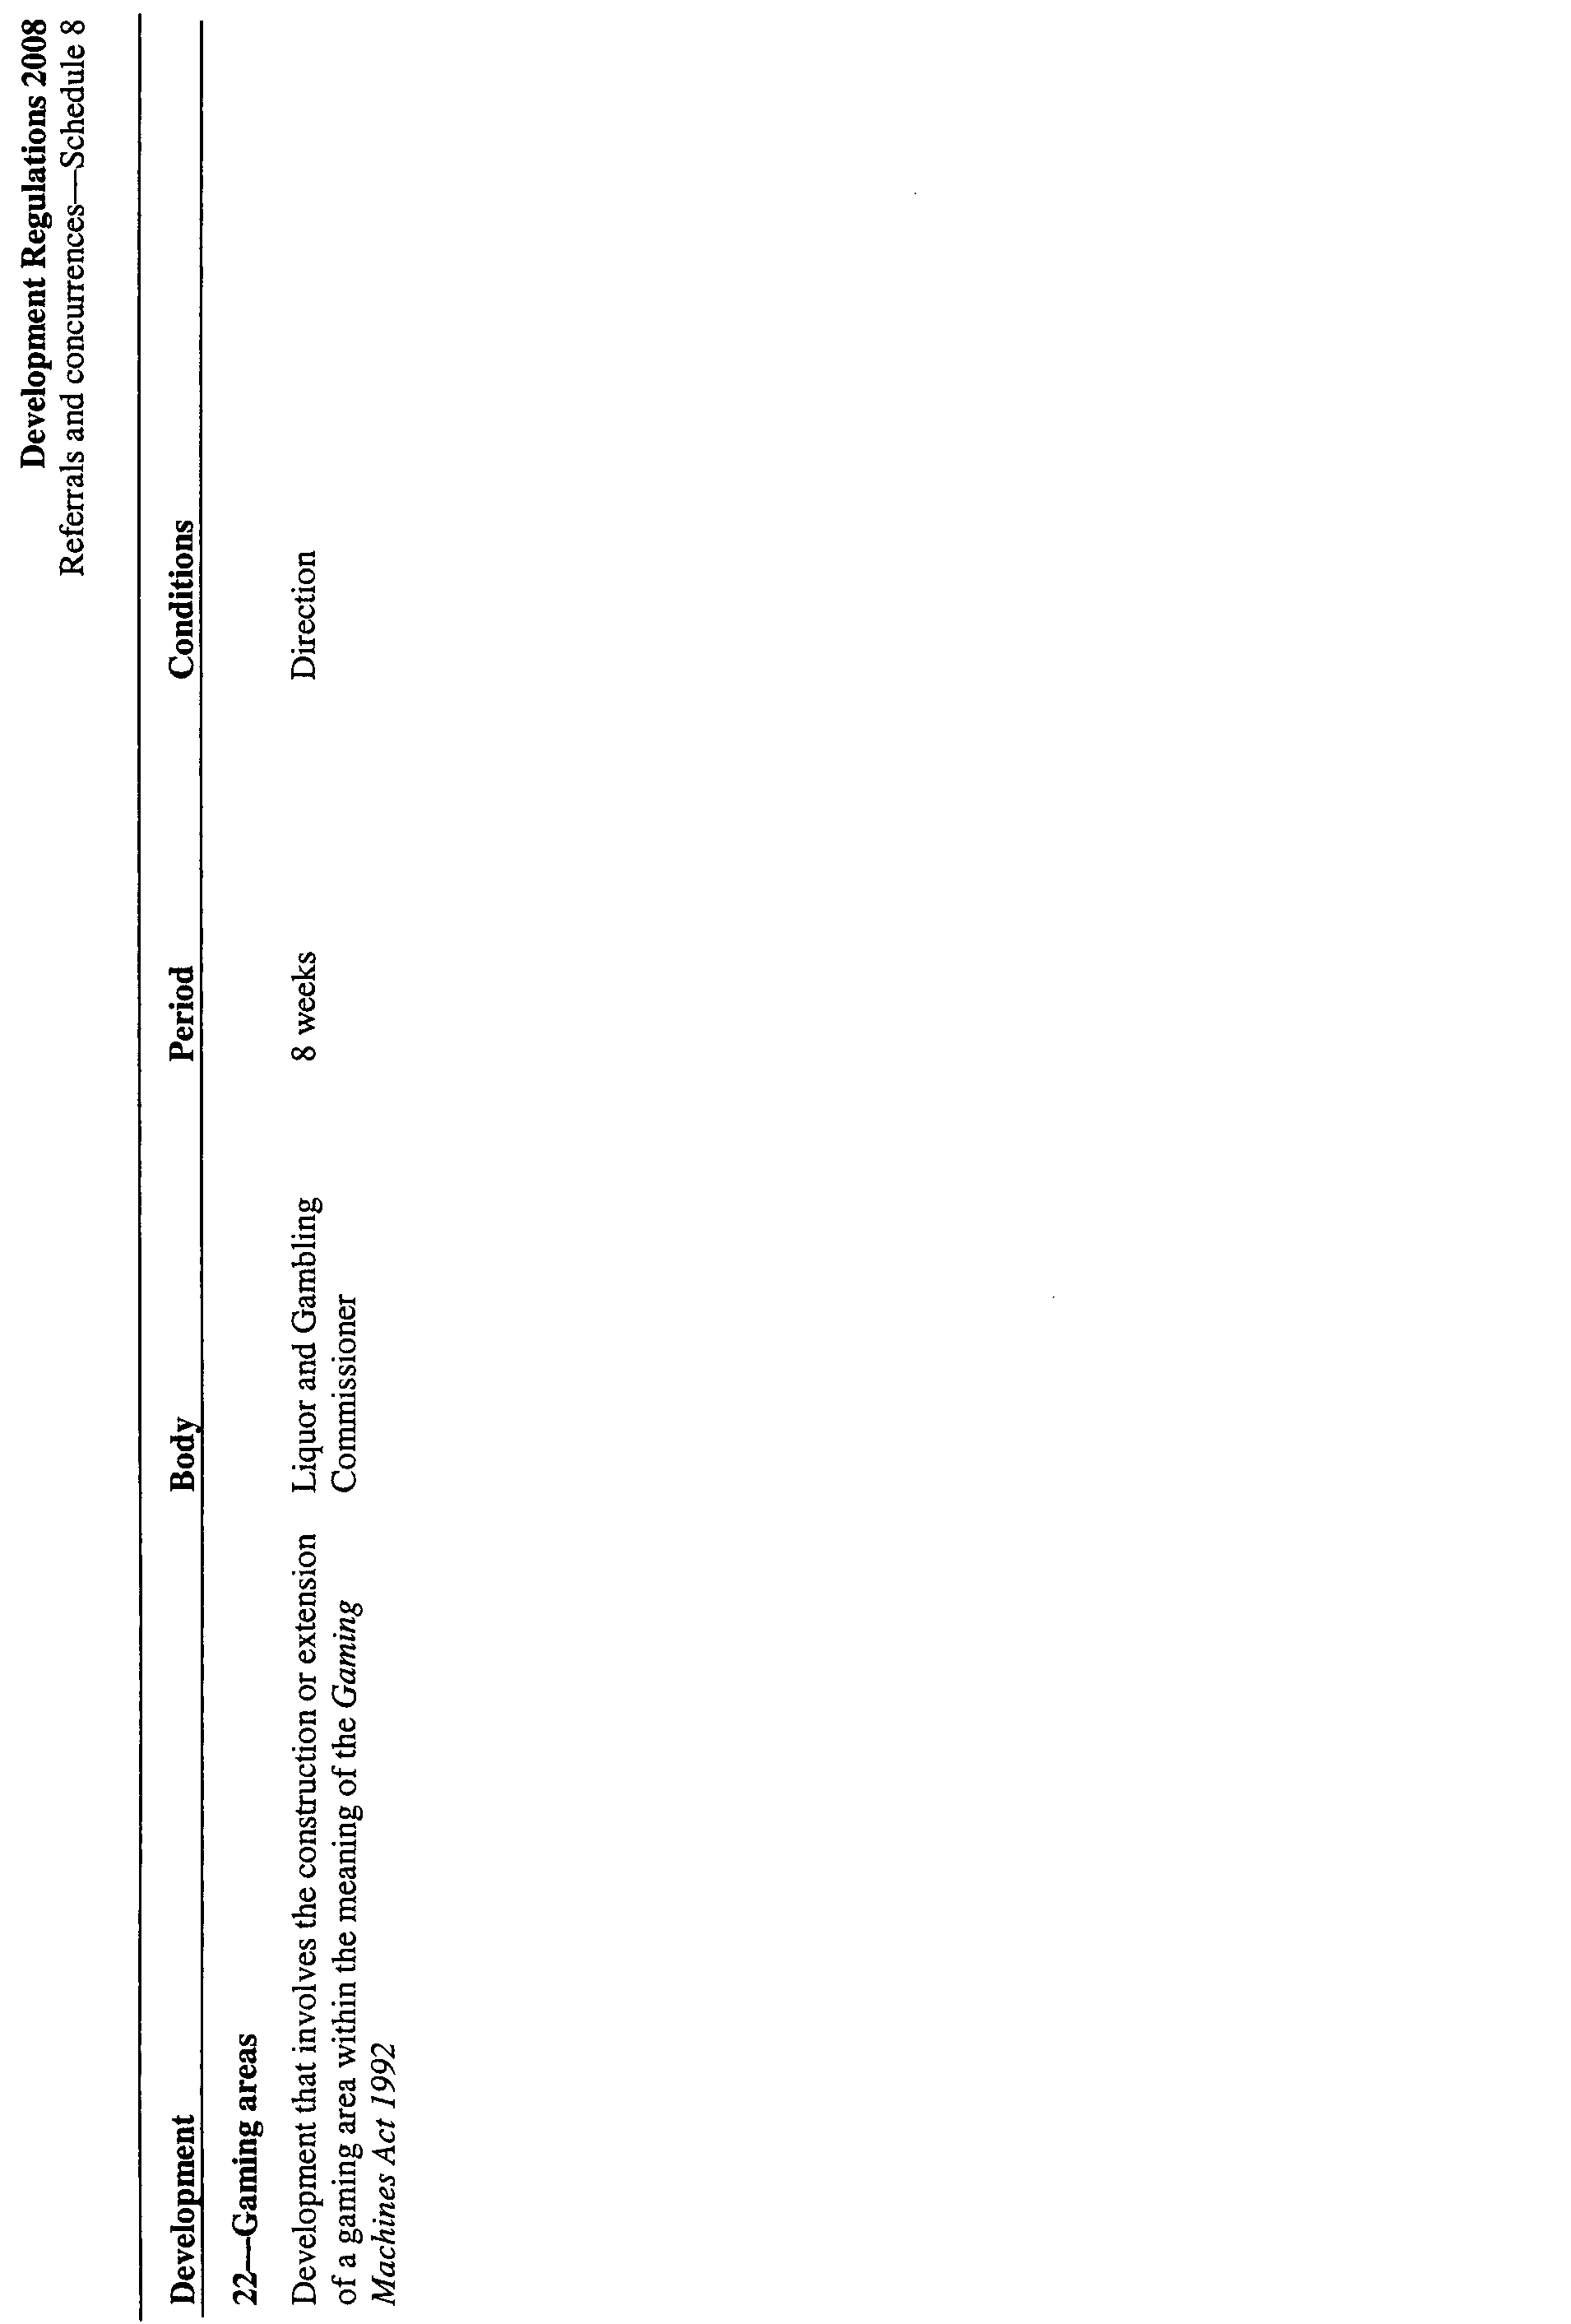 Development Regulations 2008
Referrals and concurrences—Schedule 8
Development Body Period Conditions
22—Gaming areas
Development that involves the construction or extension Liquor and Gambling 8 weeks Direction
of a gaming area within the meaning of the Gaming Commissioner
Machines Act 1992